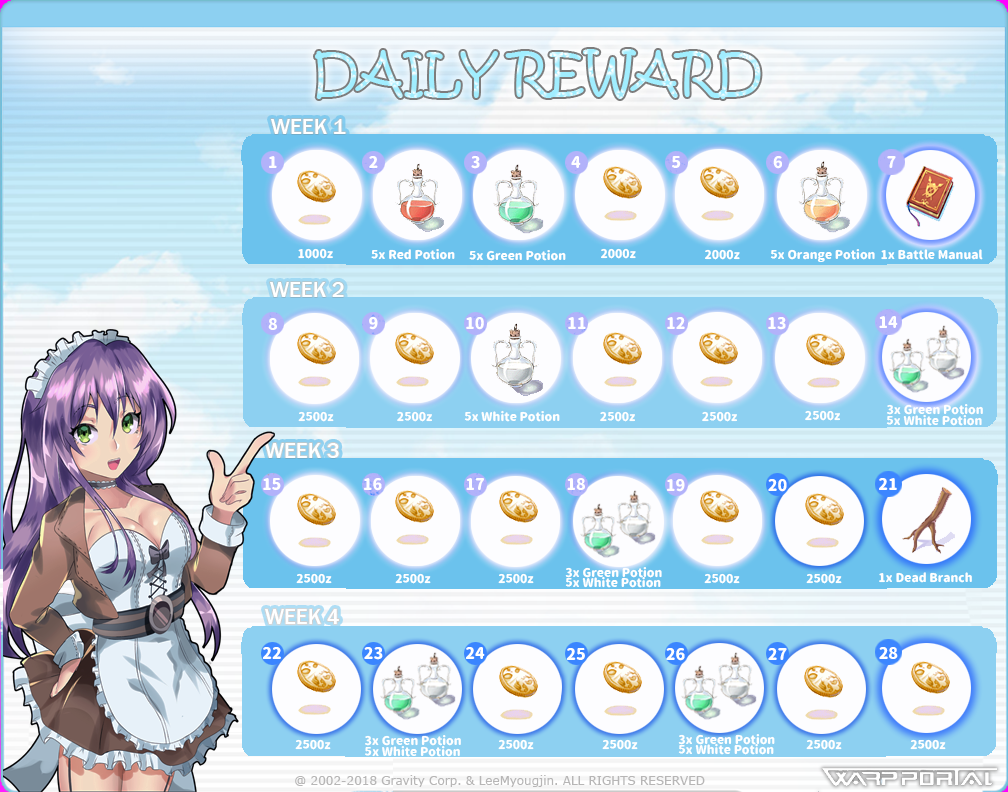 DAILY REWARD
WEEK 1
1 2 3 4 5 6 7
1000z 5x Red Potion 5x Green Potion 2000z 2000z 5x Orange Potion 1x Battle Manual
WEEK 2
8 9 10 11 12 13 14
2500z 2500z 5x White Potion 2500z 2500z 2500z 3x Green Potion
5x White Potion
WEEK 3
15 16 17 18 19 20 21
2500z 2500z 2500z 3x Green Potion 2500z 2500z 1x Dead Branch
5x White Potion
WEEK 4
22 23 24 25 26 27 28
2500z 3x Green Potion 2500z 2500z 3x Green Potion 2500z 2500z
5x White Potion 5x White Potion
© 2002-2018 Gravity Corp. & LeeMyougjin. ALL RIGHTS RESERVED
WARP PORTAL